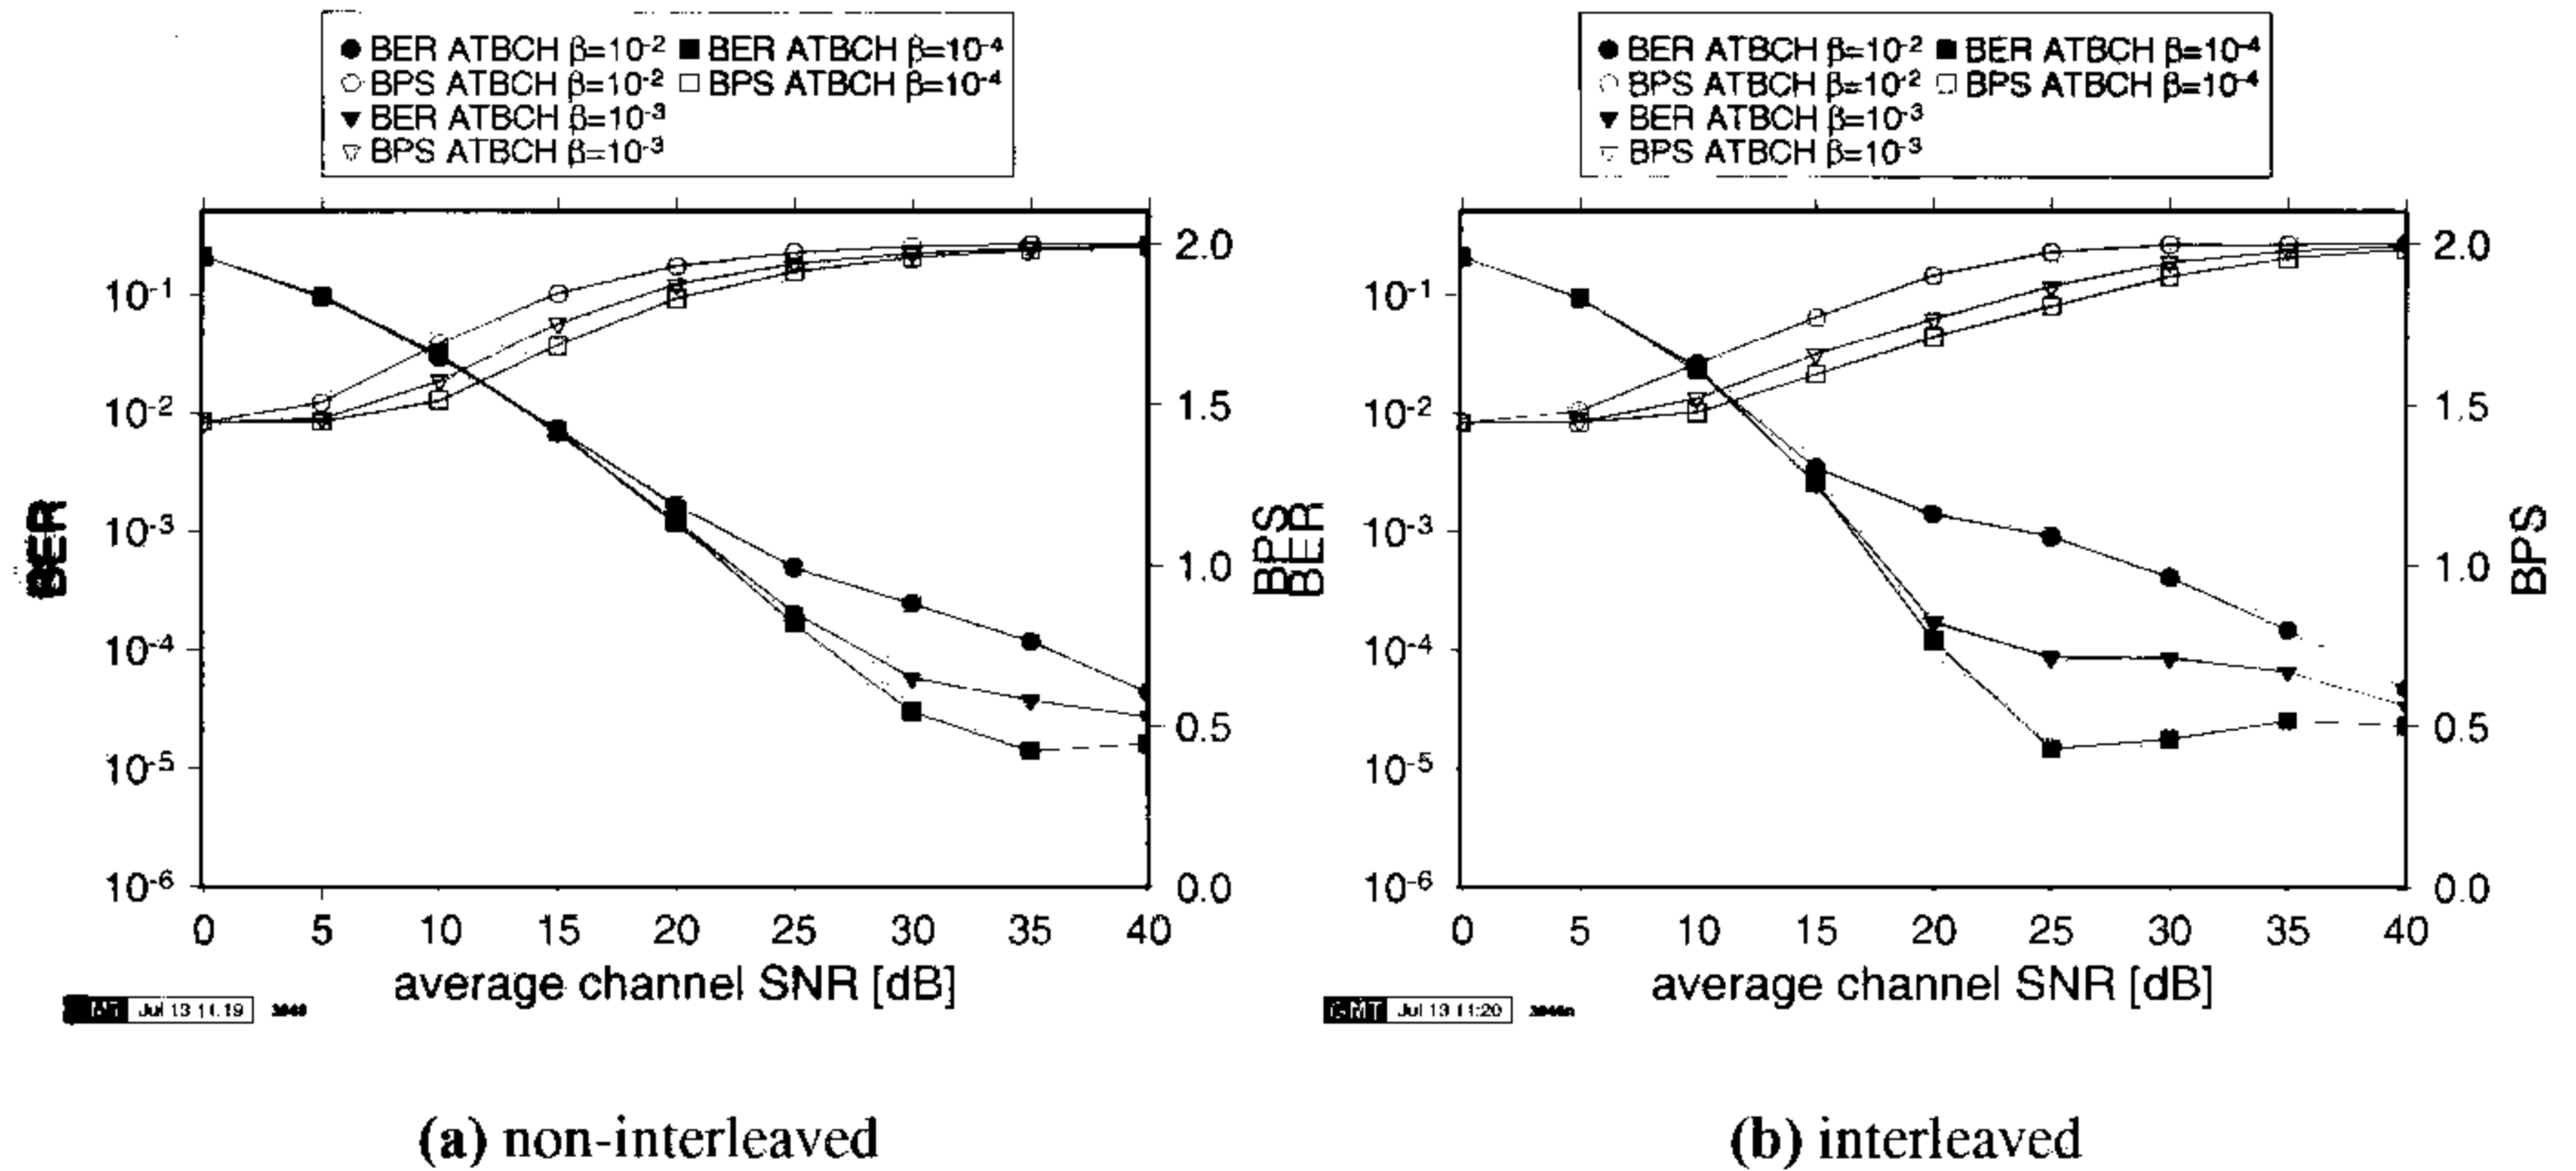 ● BER ATBCH β=10⁻² ■ BER ATBCH β=10⁻⁴
○ BPS ATBCH β=10⁻² □ BPS ATBCH β=10⁻⁴
▼ BER ATBCH β=10⁻³
▽ BPS ATBCH β=10⁻³
10⁻¹
10⁻²
10⁻³
10⁻⁴
10⁻⁵
10⁻⁶
BER
2.0
1.5
1.0
0.5
0.0
BPS
0 5 10 15 20 25 30 35 40
average channel SNR [dB]
Jul 13 11:19
(a) non-interleaved
● BER ATBCH β=10⁻² ■ BER ATBCH β=10⁻⁴
○ BPS ATBCH β=10⁻² □ BPS ATBCH β=10⁻⁴
▼ BER ATBCH β=10⁻³
▽ BPS ATBCH β=10⁻³
10⁻¹
10⁻²
10⁻³
10⁻⁴
10⁻⁵
10⁻⁶
BER
2.0
1.5
1.0
0.5
0.0
BPS
0 5 10 15 20 25 30 35 40
average channel SNR [dB]
GMT Jul 13 11:20
(b) interleaved